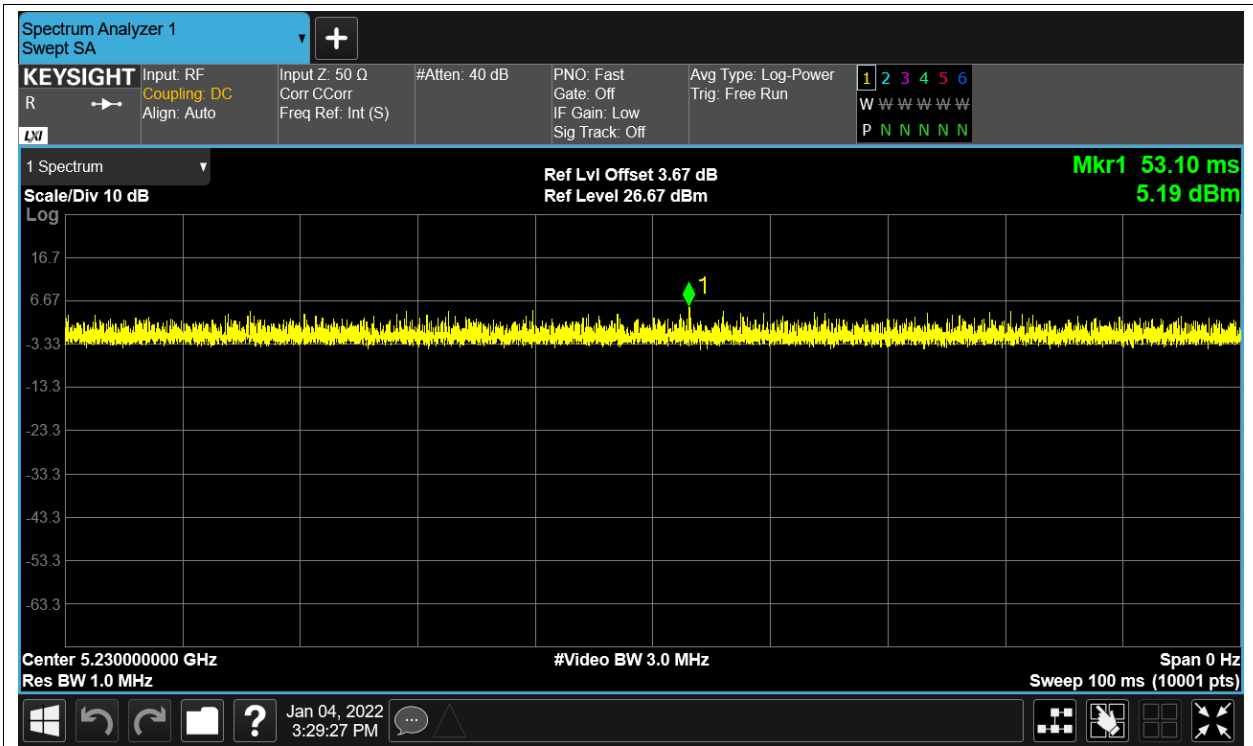 Spectrum Analyzer 1
Swept SA
KEYSIGHT
R
LXI
Input: RF
Coupling: DC
Align: Auto
Input Z: 50 Ω
Corr CCorr
Freq Ref: Int (S)
#Atten: 40 dB
PNO: Fast
Gate: Off
IF Gain: Low
Sig Track: Off
Avg Type: Log-Power
Trig: Free Run
1 2 3 4 5 6
W W W W W W
P N N N N N
1 Spectrum
Scale/Div 10 dB
Ref Lvl Offset 3.67 dB
Ref Level 26.67 dBm
Mkr1 53.10 ms
5.19 dBm
Log
16.7
6.67
-3.33
-13.3
-23.3
-33.3
-43.3
-53.3
-63.3
1
Center 5.230000000 GHz
Res BW 1.0 MHz
#Video BW 3.0 MHz
Span 0 Hz
Sweep 100 ms (10001 pts)
?
Jan 04, 2022
3:29:27 PM